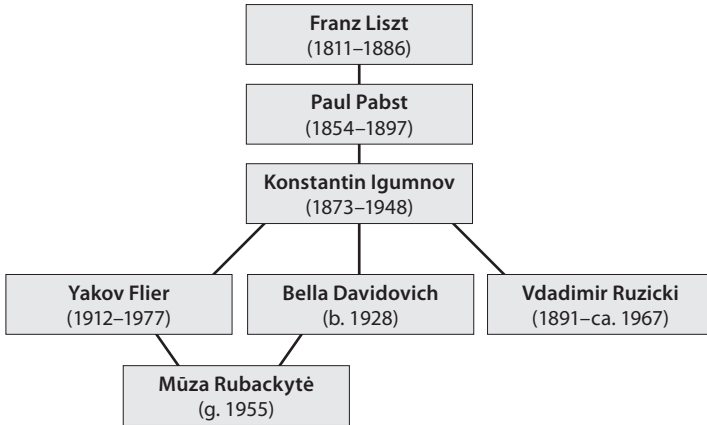 Franz Liszt
(1811–1886)
Paul Pabst
(1854–1897)
Konstantin Igumnov
(1873–1948)
Yakov Flier
(1912–1977)
Bella Davidovich
(b. 1928)
Vdadimir Ruzicki
(1891–ca. 1967)
Mūza Rubackytė
(g. 1955)